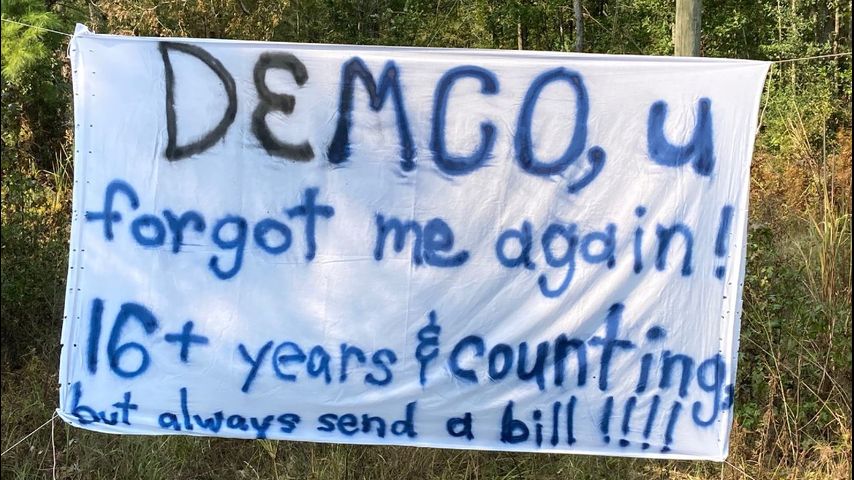 DEMCO, u
forgot me again!
16+ years & counting,
but always send a bill !!!!